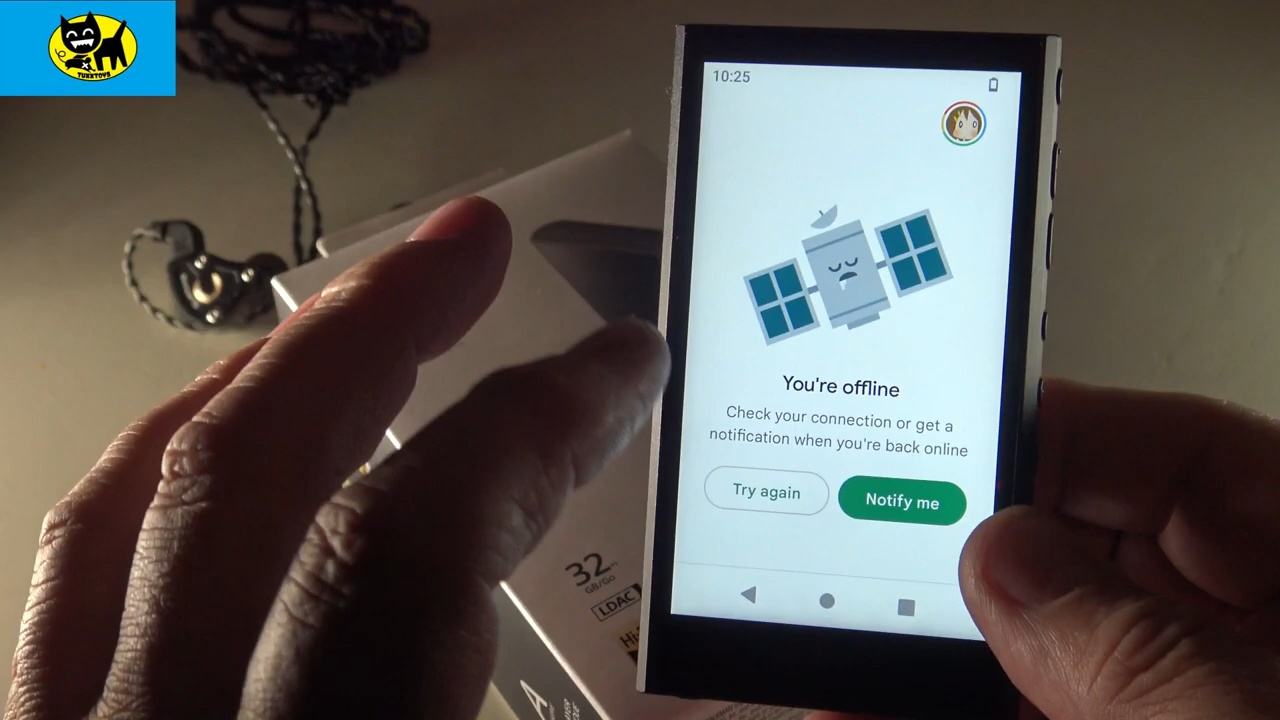 TURKTOYS
10:25
You're offline
Check your connection or get a
notification when you're back online
Try again
Notify me
32
GB/Go
LDAC
Hi
A